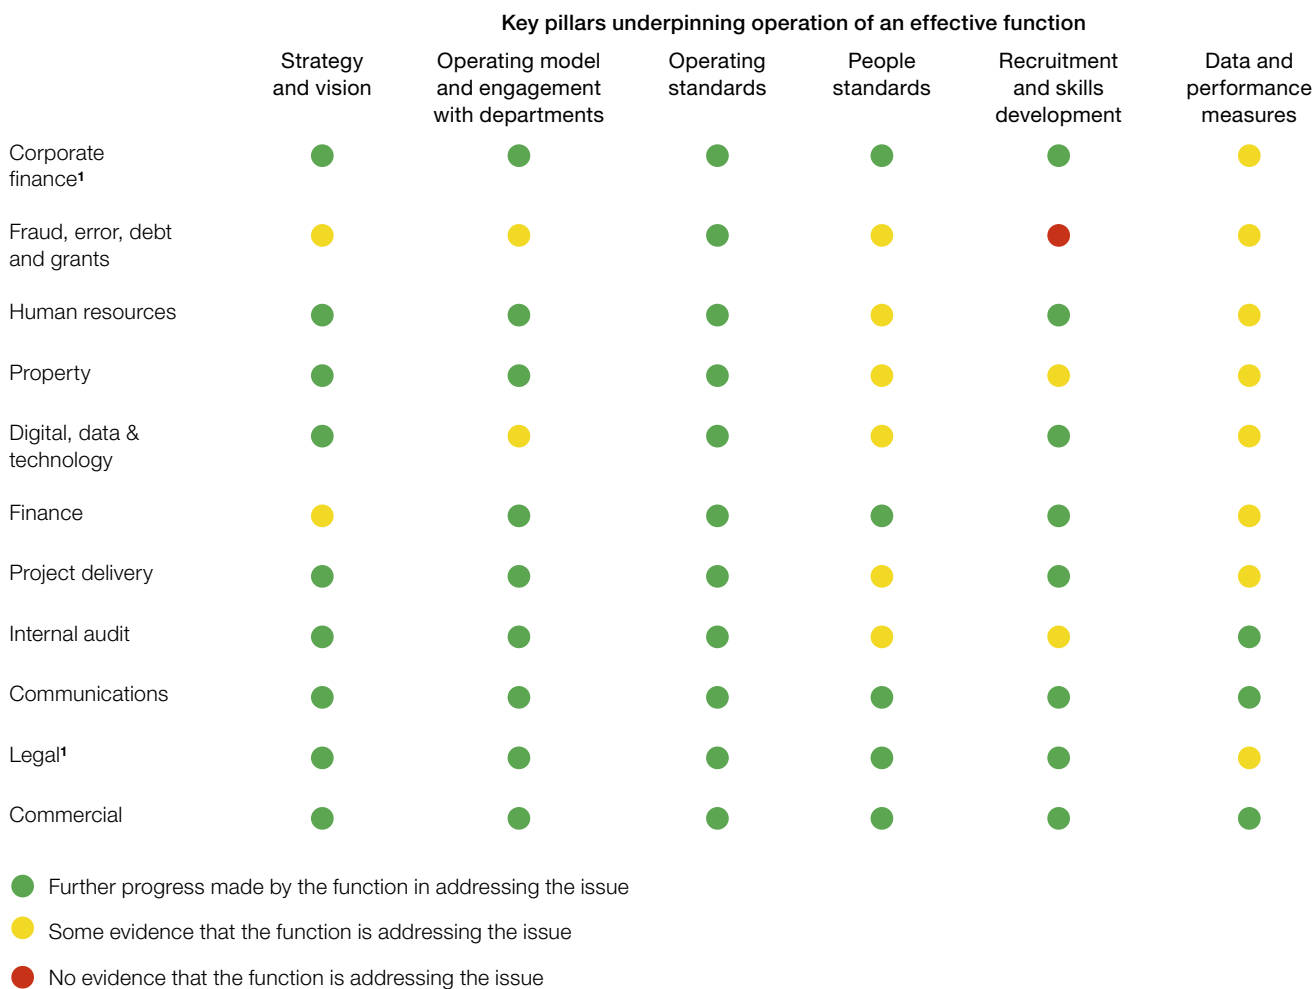 Key pillars underpinning operation of an effective function
Strategy
and vision
Operating model
and engagement
with departments
Operating
standards
People
standards
Recruitment
and skills
development
Data and
performance
measures
Corporate
finance¹
Fraud, error, debt
and grants
Human resources
Property
Digital, data &
technology
Finance
Project delivery
Internal audit
Communications
Legal¹
Commercial
Further progress made by the function in addressing the issue
Some evidence that the function is addressing the issue
No evidence that the function is addressing the issue